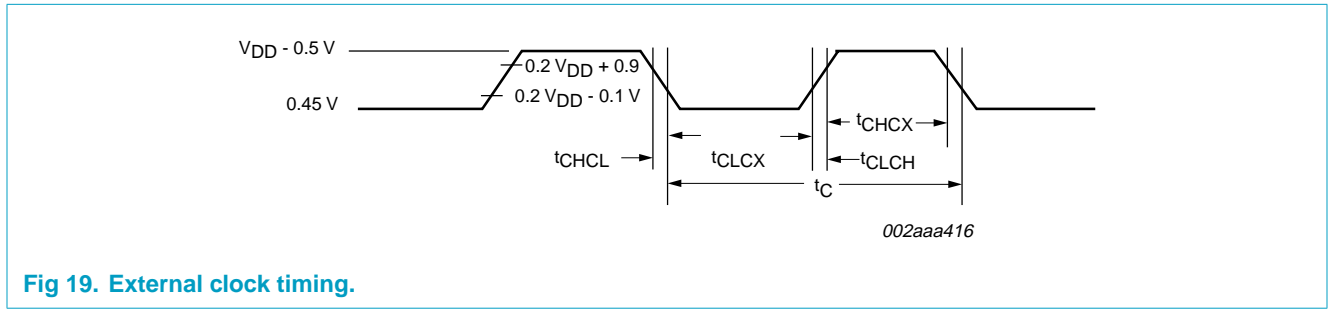 VDD - 0.5 V
0.2 VDD + 0.9
0.2 VDD - 0.1 V
0.45 V
tCHCX
tCHCL
tCLCX
tCLCH
tC
002aaa416
Fig 19. External clock timing.